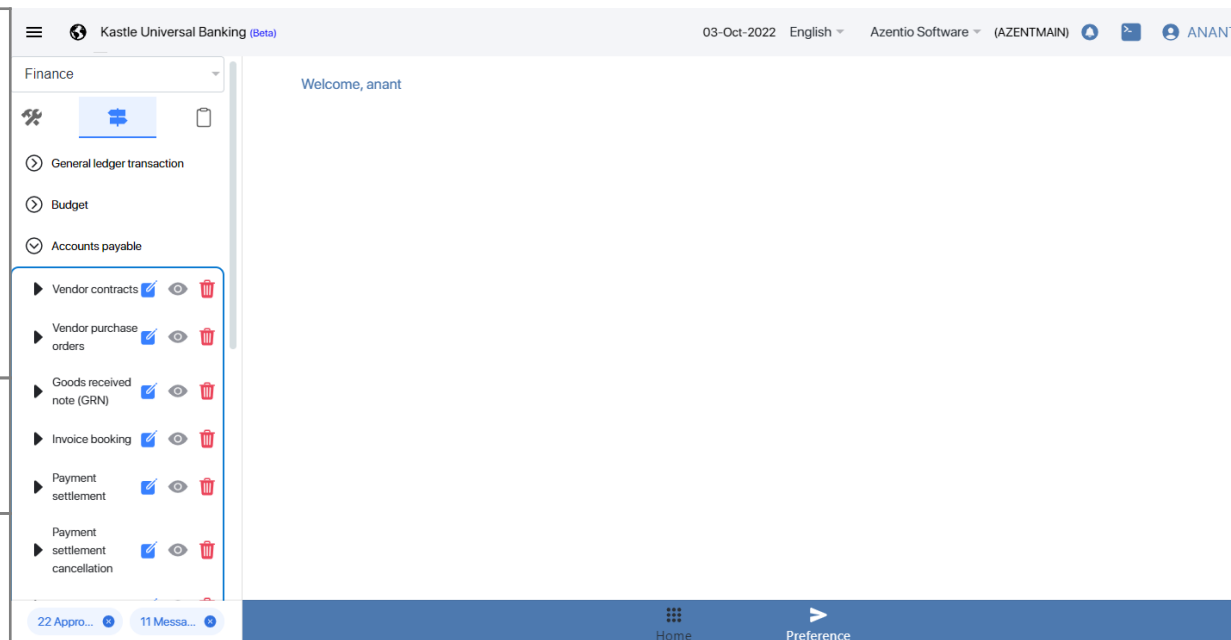 Kastle Universal Banking (Beta)
03-Oct-2022 English Azentio Software (AZENTMAIN) ANANT
Finance
Welcome, anant
General ledger transaction
Budget
Accounts payable
Vendor contracts
Vendor purchase
orders
Goods received
note (GRN)
Invoice booking
Payment
settlement
Payment
settlement
cancellation
22 Appro...
11 Messa...
Home
Preference